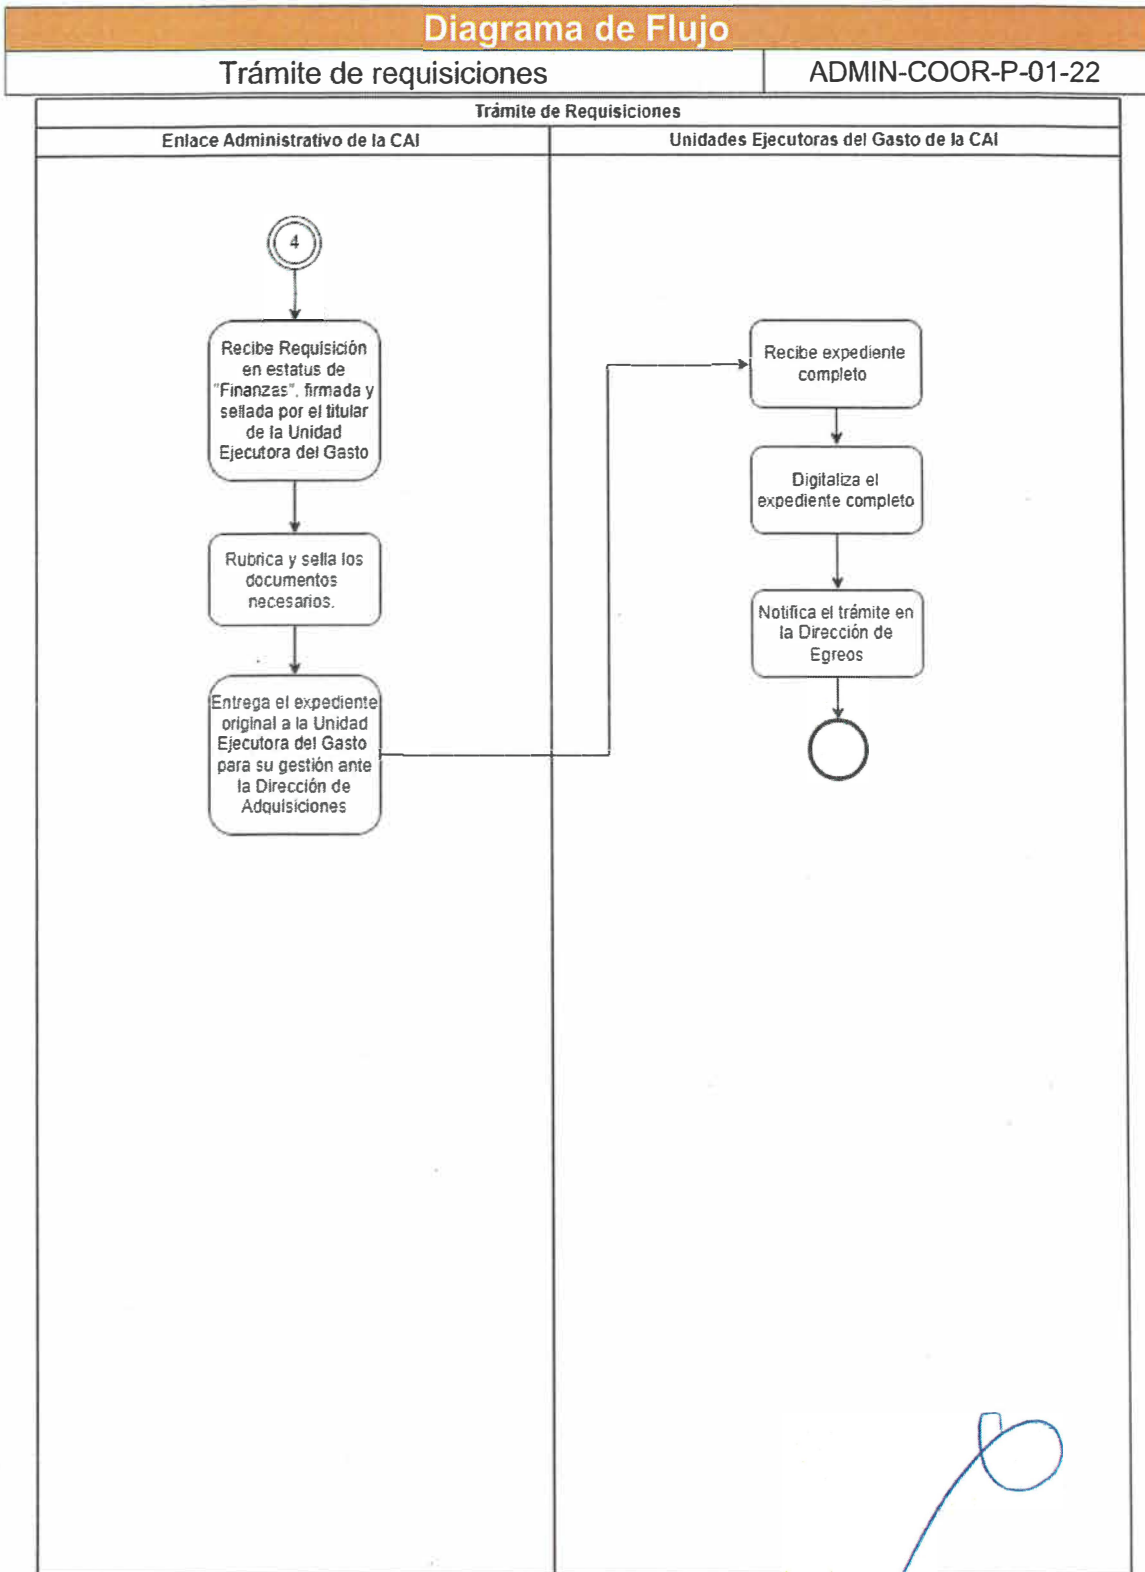 Diagrama de Flujo
Trámite de requisiciones
ADMIN-COOR-P-01-22
Trámite de Requisiciones
Enlace Administrativo de la CAI
Unidades Ejecutoras del Gasto de la CAI
4
Recibe Requisición
en estatus de
"Finanzas", firmada y
sellada por el titular
de la Unidad
Ejecutora del Gasto
Rubrica y sella los
documentos
necesarios.
Entrega el expediente
original a la Unidad
Ejecutora del Gasto
para su gestión ante
la Dirección de
Adquisiciones
Recibe expediente
completo
Digitaliza el
expediente completo
Notifica el trámite en
la Dirección de
Egreos